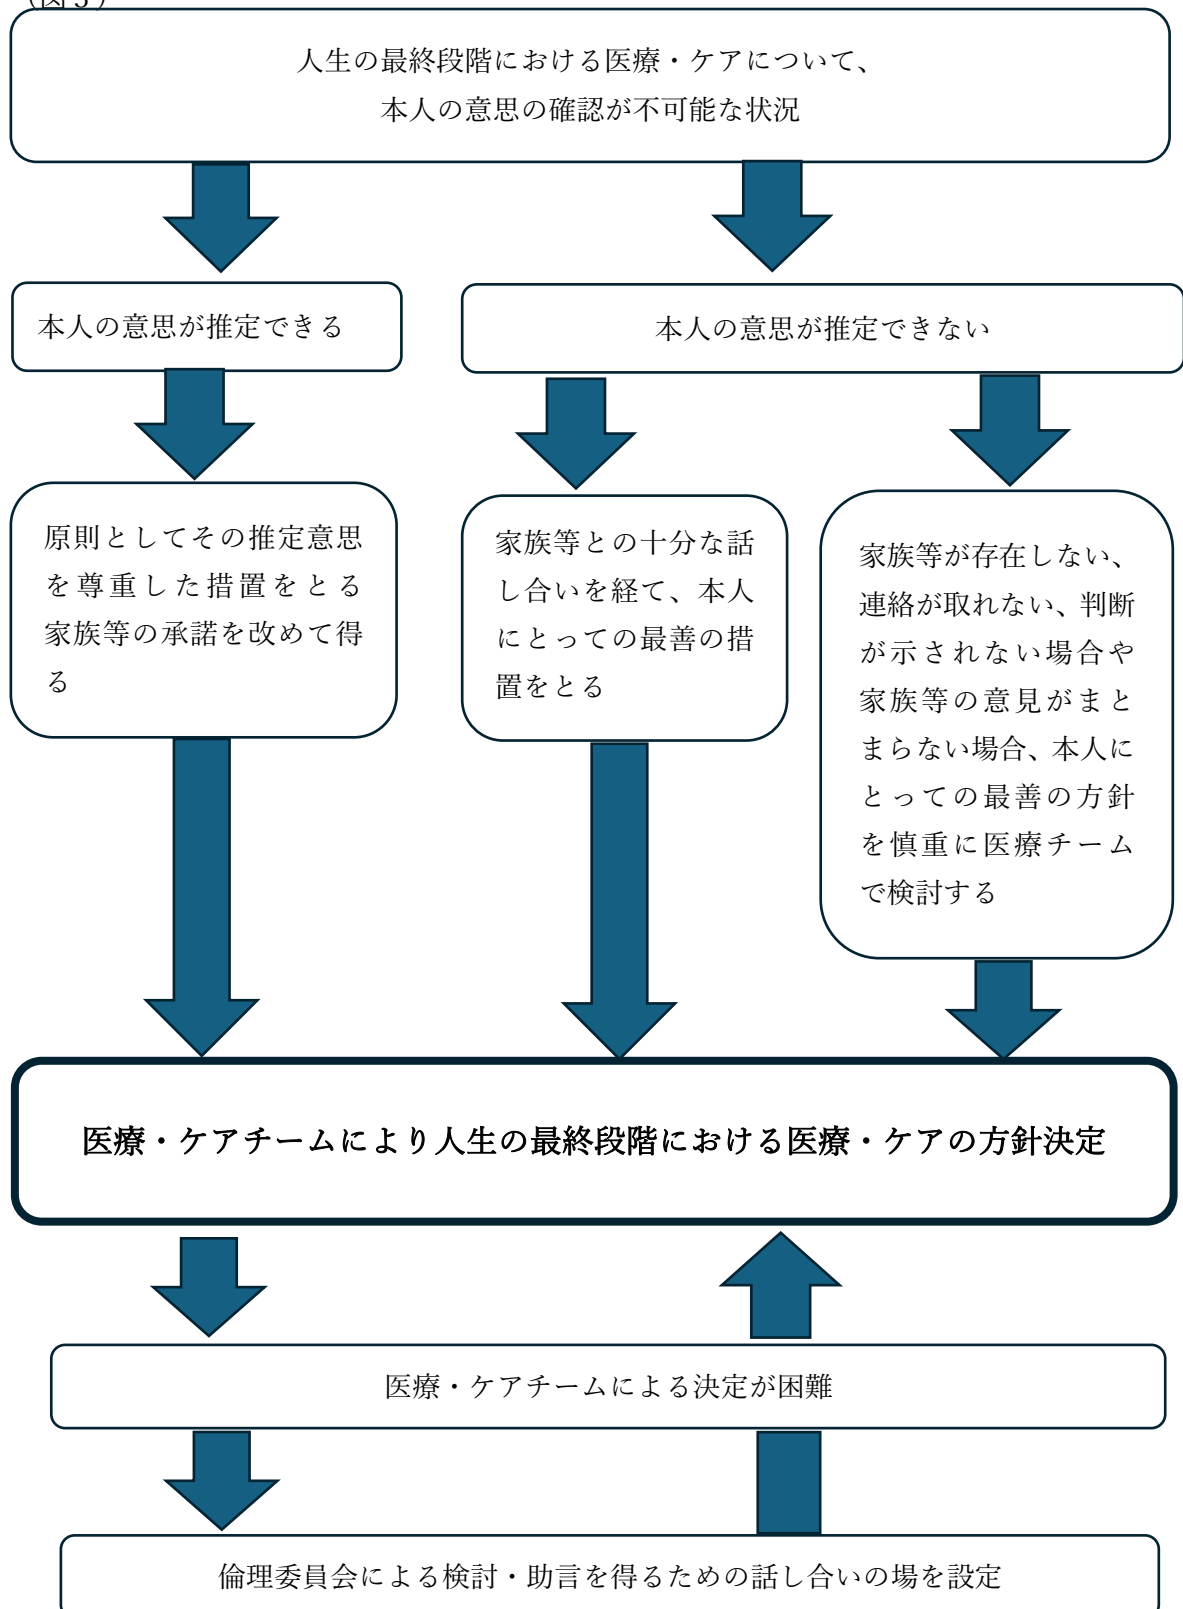 （図3）
人生の最終段階における医療・ケアについて、
本人の意思の確認が不可能な状況
本人の意思が推定できる
本人の意思が推定できない
原則としてその推定意思
を尊重した措置をとる
家族等の承諾を改めて得
る
家族等との十分な話
し合いを経て、本人
にとっての最善の措
置をとる
家族等が存在しない、
連絡が取れない、判断
が示されない場合や
家族等の意見がまと
まらない場合、本人に
とっての最善の方針
を慎重に医療チーム
で検討する
医療・ケアチームにより人生の最終段階における医療・ケアの方針決定
医療・ケアチームによる決定が困難
倫理委員会による検討・助言を得るための話し合いの場を設定